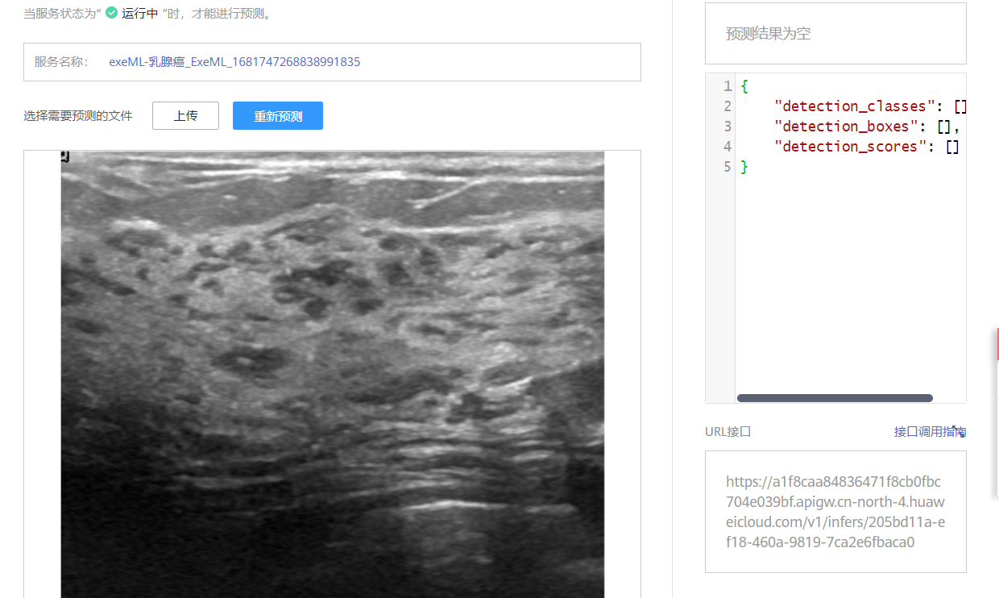 当服务状态为“ 运行中 ”时，才能进行预测。
服务名称： exeML-乳腺癌_ExeML_1681747268838991835
选择需要预测的文件 上传 重新预测
预测结果为空
1 {
2 "detection_classes": []
3 "detection_boxes": [],
4 "detection_scores": []
5 }
URL接口 接口调用指南
https://a1f8caa84836471f8cb0fbc
704e039bf.apigw.cn-north-4.huaw
eicloud.com/v1/infers/205bd11a-e
f18-460a-9819-7ca2e6fbaca0